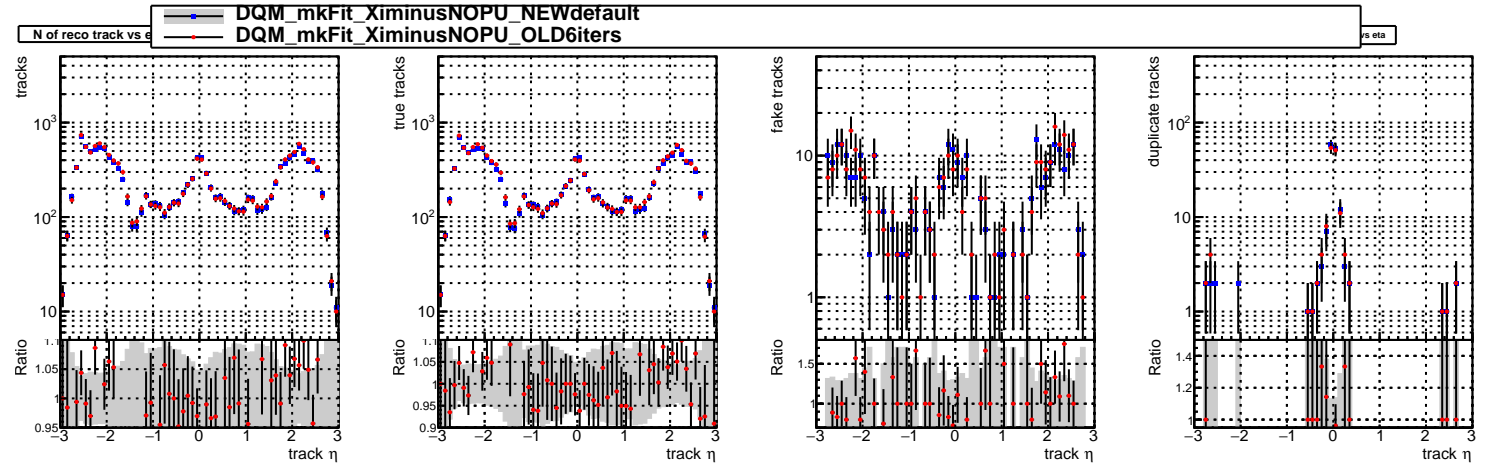 DQM_mkFit_XiminusNOPU_NEWdefault
DQM_mkFit_XiminusNOPU_OLD6iters
N of reco track vs e
vs eta
tracks
10³
10²
10
Ratio
1.1
1.05
1
0.95
−3 −2 −1 0 1 2 3
track η
true tracks
10³
10²
10
Ratio
1.1
1.05
1
0.95
0.9
−3 −2 −1 0 1 2 3
track η
fake tracks
10
1
Ratio
1.5
1
−3 −2 −1 0 1 2 3
track η
duplicate tracks
10²
10
1
Ratio
1.4
1.2
1
−3 −2 −1 0 1 2 3
track η